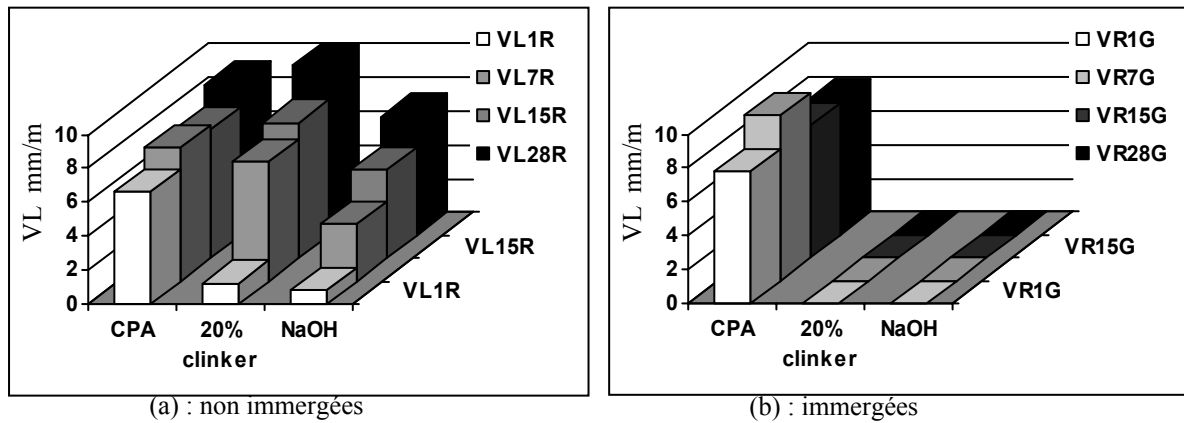 VL mm/m
10
8
6
4
2
0
CPA
20%
clinker
NaOH
VL1R
VL15R
VL1R
VL7R
VL15R
VL28R
(a) : non immergées
VL mm/m
10
8
6
4
2
0
CPA
20%
clinker
NaOH
VR1G
VR15G
VR1G
VR7G
VR15G
VR28G
(b) : immergées